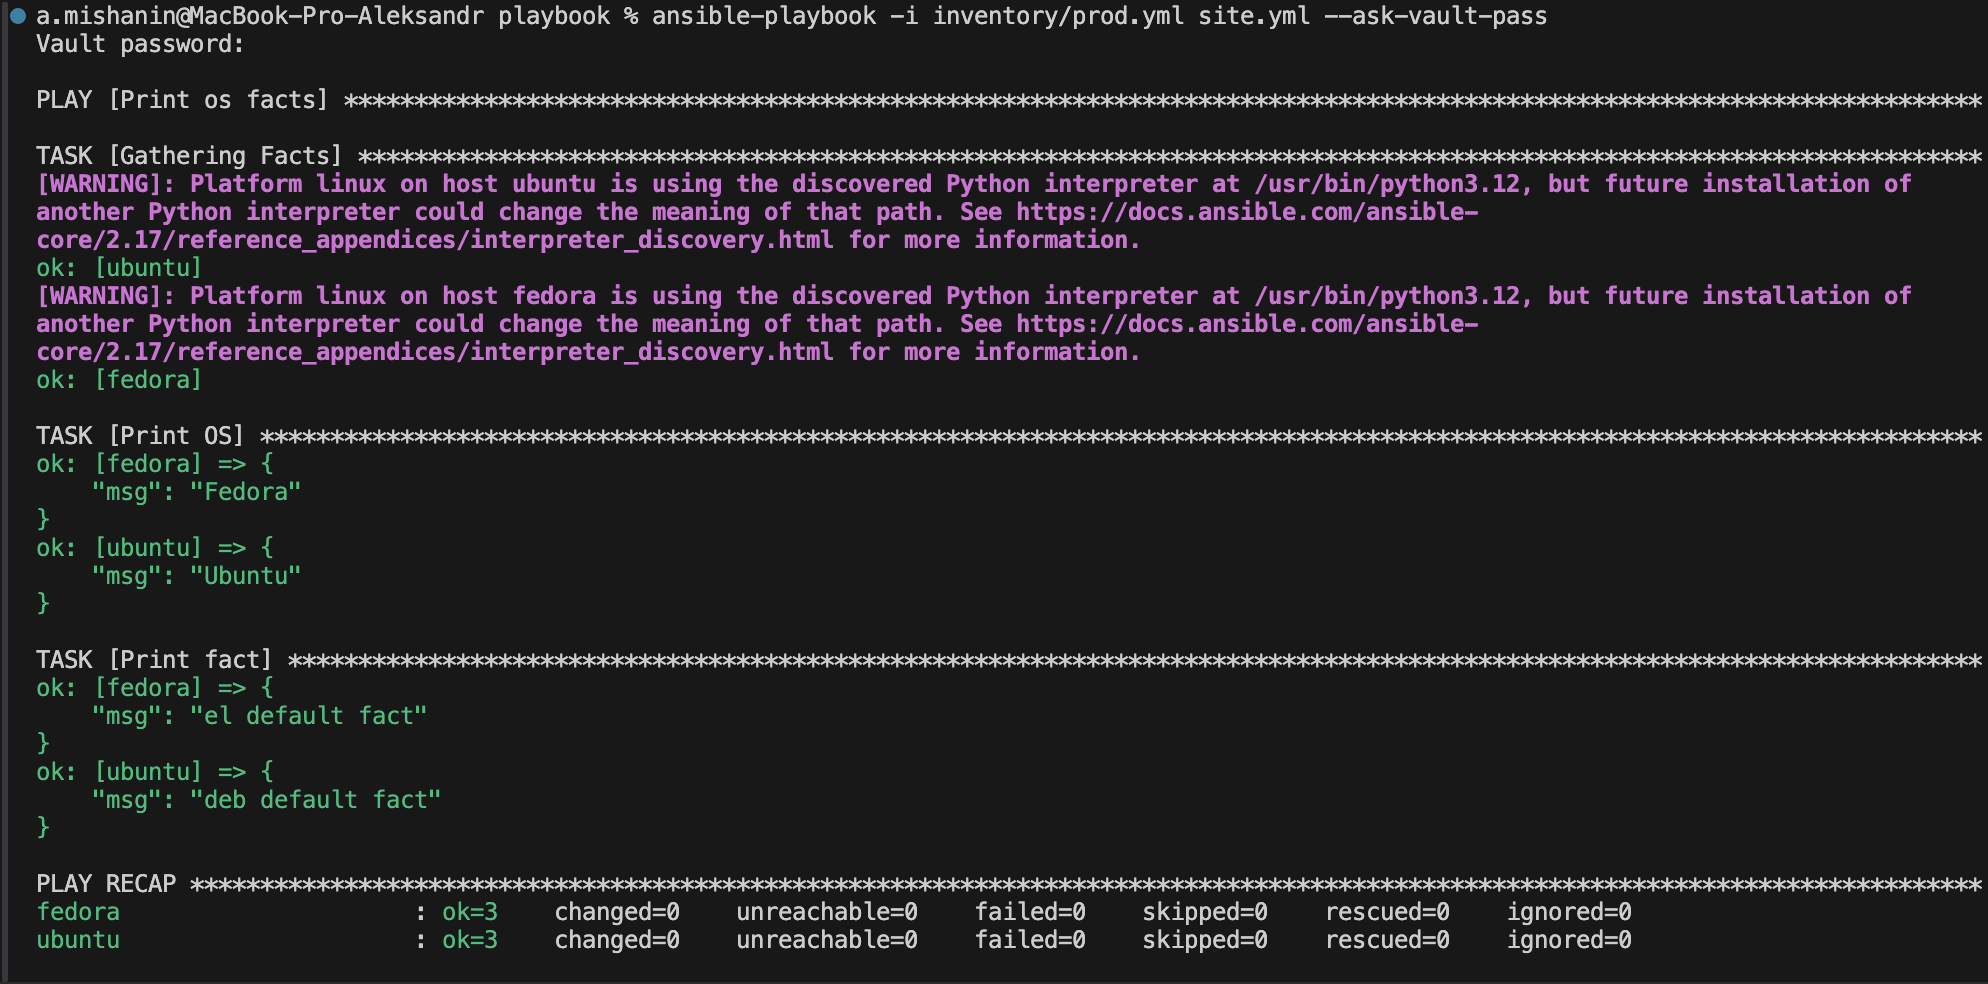 a.mishanin@MacBook-Pro-Aleksandr playbook % ansible-playbook -i inventory/prod.yml site.yml --ask-vault-pass
Vault password:
PLAY [Print os facts] *********************************************************************************************************************
TASK [Gathering Facts] ********************************************************************************************************************
[WARNING]: Platform linux on host ubuntu is using the discovered Python interpreter at /usr/bin/python3.12, but future installation of
another Python interpreter could change the meaning of that path. See https://docs.ansible.com/ansible-
core/2.17/reference_appendices/interpreter_discovery.html for more information.
ok: [ubuntu]
[WARNING]: Platform linux on host fedora is using the discovered Python interpreter at /usr/bin/python3.12, but future installation of
another Python interpreter could change the meaning of that path. See https://docs.ansible.com/ansible-
core/2.17/reference_appendices/interpreter_discovery.html for more information.
ok: [fedora]
TASK [Print OS] ***************************************************************************************************************************
ok: [fedora] => {
    "msg": "Fedora"
}
ok: [ubuntu] => {
    "msg": "Ubuntu"
}
TASK [Print fact] *************************************************************************************************************************
ok: [fedora] => {
    "msg": "el default fact"
}
ok: [ubuntu] => {
    "msg": "deb default fact"
}
PLAY RECAP ********************************************************************************************************************************
fedora                     : ok=3    changed=0    unreachable=0    failed=0    skipped=0    rescued=0    ignored=0
ubuntu                     : ok=3    changed=0    unreachable=0    failed=0    skipped=0    rescued=0    ignored=0